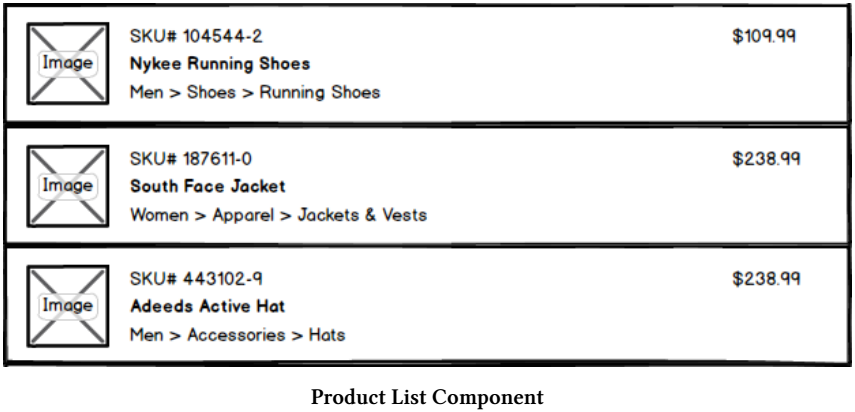 SKU# 104544-2 $109.99
Image
Nykee Running Shoes
Men > Shoes > Running Shoes
SKU# 187611-0 $238.99
Image
South Face Jacket
Women > Apparel > Jackets & Vests
SKU# 443102-9 $238.99
Image
Adeeds Active Hat
Men > Accessories > Hats
Product List Component